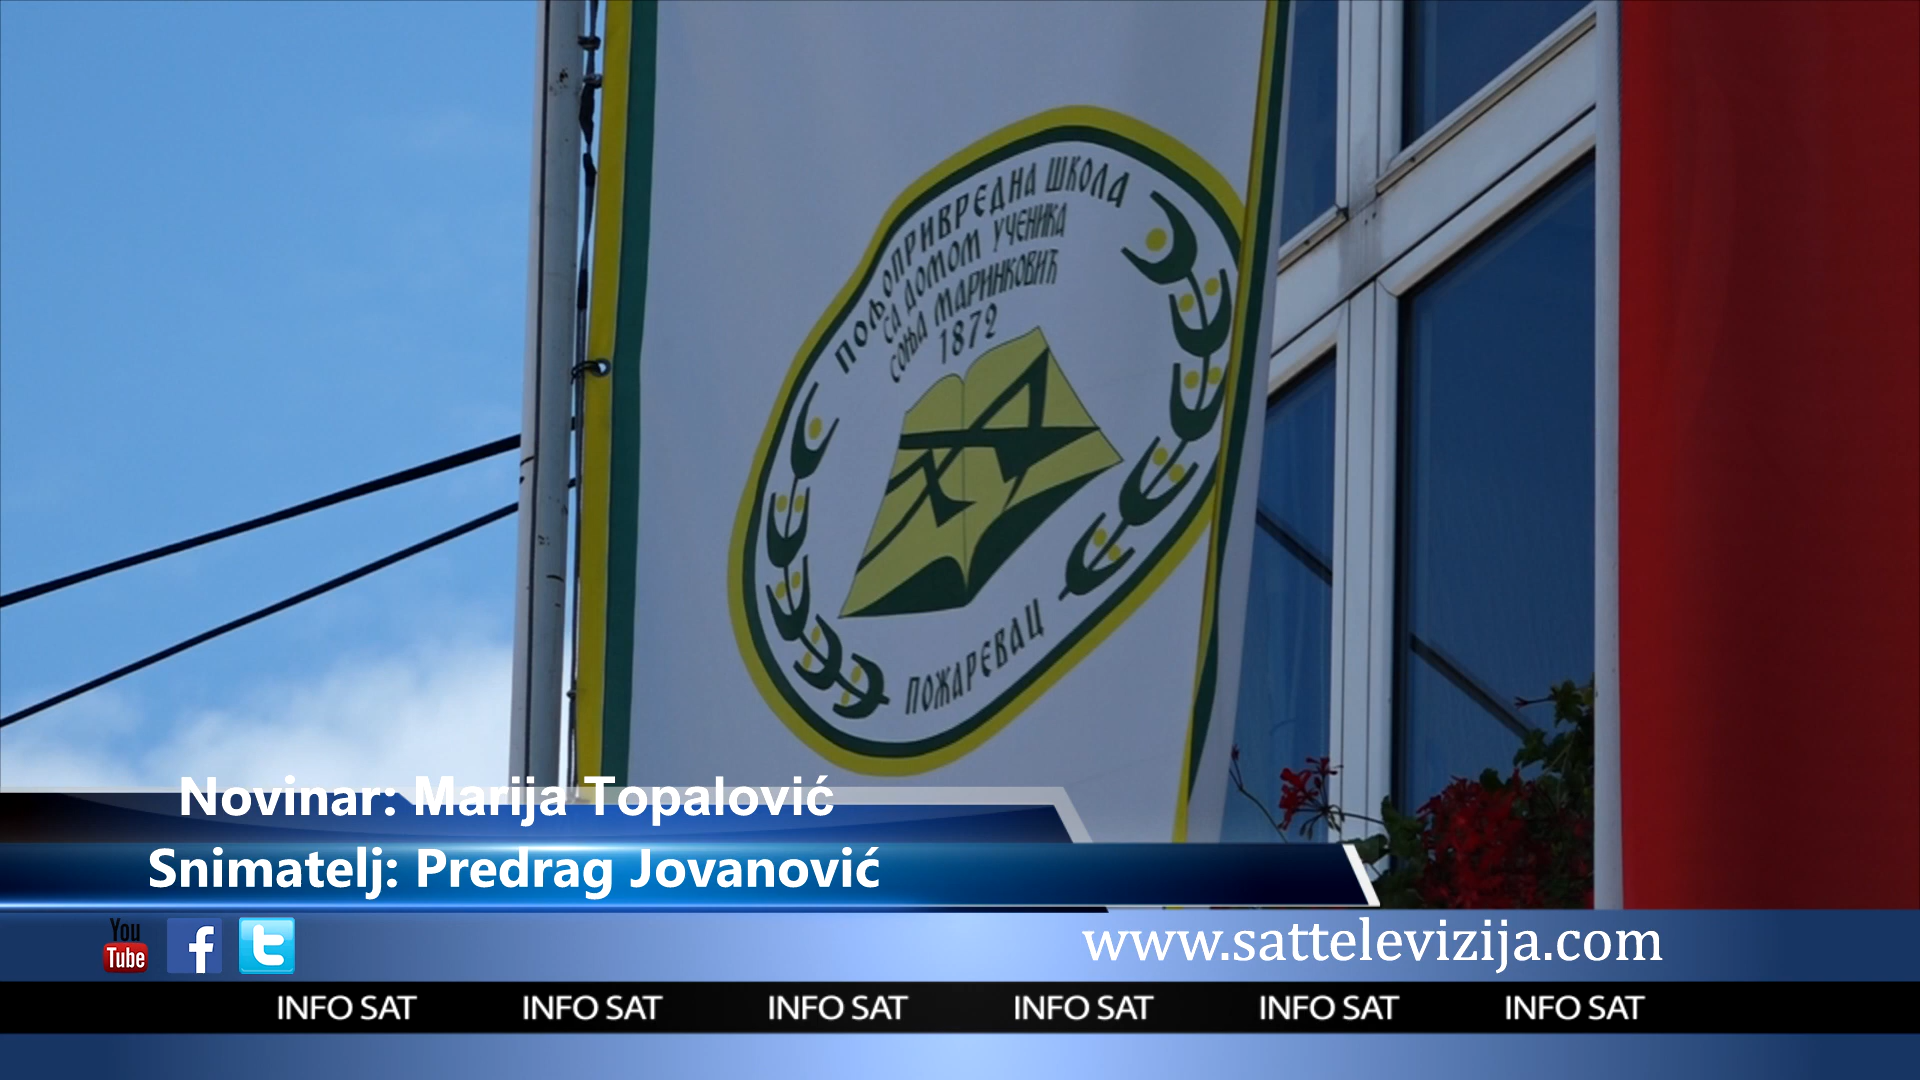 ПОЉОПРИВРЕДНА ШКОЛА
СА ДОМОМ УЧЕНИКА
СОЊА МАРИНКОВИЋ
1872
ПОЖАРЕВАЦ
Novinar: Marija Topalović
Snimatelj: Predrag Jovanović
You
Tube
www.sattelevizija.com
INFO SAT INFO SAT INFO SAT INFO SAT INFO SAT INFO SAT